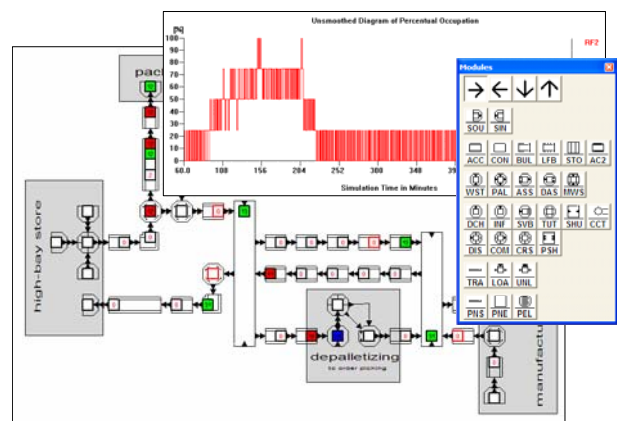 Unsmoothed Diagram of Percentual Occupation
[%]
RF2
100
90
80
70
60
50
40
30
20
10
0
60.0 108 156 204 252 300 348 39
Simulation Time in Minutes
Modules
SOU SIN
ACC CON BUL LFB STO AC2
WST PAL ASS DAS MWS
DCH INF SVB TUT SHU CCT
DIS COM CRS PSH
TRA LOA UNL
PNS PNE PEL
pac
high-bay store
depalletizing
to order picking
manufactu